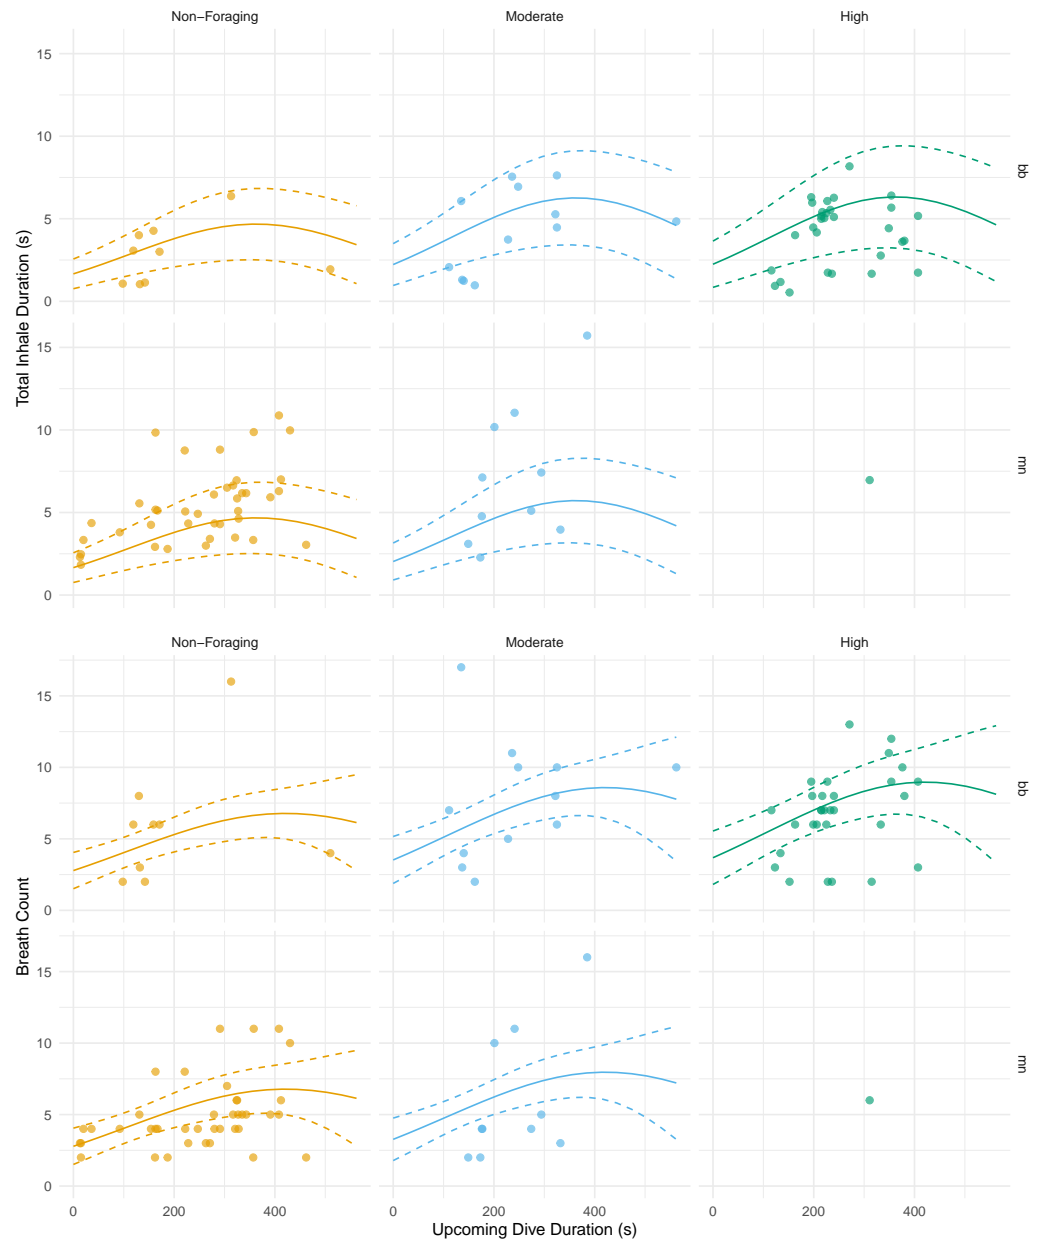 Non−Foraging Moderate High
15
10
5
0
bb
15
10
5
0
mn
Total Inhale Duration (s)
Non−Foraging Moderate High
15
10
5
0
bb
15
10
5
0
mn
Breath Count
0 200 400 0 200 400 0 200 400
Upcoming Dive Duration (s)